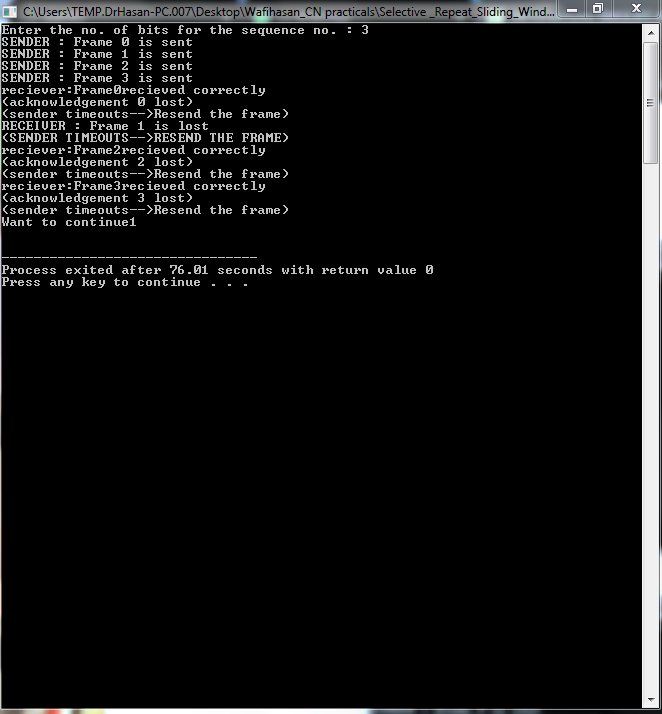 C:\Users\TEMP.DrHasan-PC.007\Desktop\Wafihasan_CN practicals\Selective _Repeat_Sliding_Wind...
Enter the no. of bits for the sequence no. : 3
SENDER : Frame 0 is sent
SENDER : Frame 1 is sent
SENDER : Frame 2 is sent
SENDER : Frame 3 is sent
reciever:Frame0recieved correctly
(acknowledgement 0 lost)
(sender timeouts-->Resend the frame)
RECEIVER : Frame 1 is lost
(SENDER TIMEOUTS-->RESEND THE FRAME)
reciever:Frame2recieved correctly
(acknowledgement 2 lost)
(sender timeouts-->Resend the frame)
reciever:Frame3recieved correctly
(acknowledgement 3 lost)
(sender timeouts-->Resend the frame)
Want to continue1
--------------------------------
Process exited after 76.01 seconds with return value 0
Press any key to continue . . .